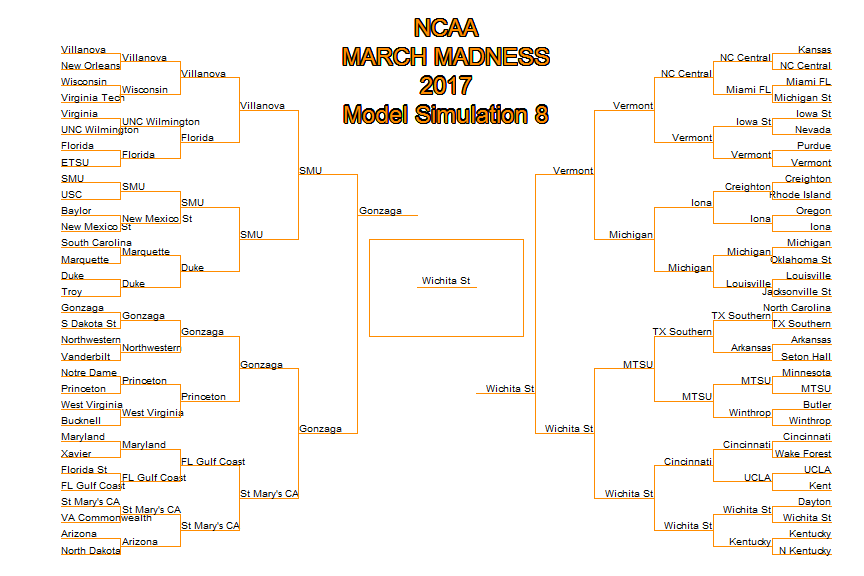 NCAA
MARCH MADNESS
2017
Model Simulation 8
Villanova
New Orleans
Wisconsin
Virginia Tech
Virginia
UNC Wilmington
Florida
ETSU
SMU
USC
Baylor
New Mexico St
South Carolina
Marquette
Duke
Troy
Gonzaga
S Dakota St
Northwestern
Vanderbilt
Notre Dame
Princeton
West Virginia
Bucknell
Maryland
Xavier
Florida St
FL Gulf Coast
St Mary's CA
VA Commonwealth
Arizona
North Dakota
Villanova
Wisconsin
UNC Wilmington
Florida
SMU
New Mexico St
Marquette
Duke
Gonzaga
Northwestern
Princeton
West Virginia
Maryland
FL Gulf Coast
St Mary's CA
Arizona
Villanova
Florida
SMU
Duke
Gonzaga
Princeton
FL Gulf Coast
St Mary's CA
Villanova
SMU
Gonzaga
St Mary's CA
SMU
Gonzaga
Gonzaga
Wichita St
Wichita St
Vermont
Wichita St
Vermont
Michigan
MTSU
Wichita St
NC Central
Vermont
Iona
Michigan
TX Southern
MTSU
Cincinnati
Wichita St
NC Central
Miami FL
Iowa St
Vermont
Creighton
Iona
Michigan
Louisville
TX Southern
Arkansas
MTSU
Winthrop
Cincinnati
UCLA
Wichita St
Kentucky
Kansas
NC Central
Miami FL
Michigan St
Iowa St
Nevada
Purdue
Vermont
Creighton
Rhode Island
Oregon
Iona
Michigan
Oklahoma St
Louisville
Jacksonville St
North Carolina
TX Southern
Arkansas
Seton Hall
Minnesota
MTSU
Butler
Winthrop
Cincinnati
Wake Forest
UCLA
Kent
Dayton
Wichita St
Kentucky
N Kentucky